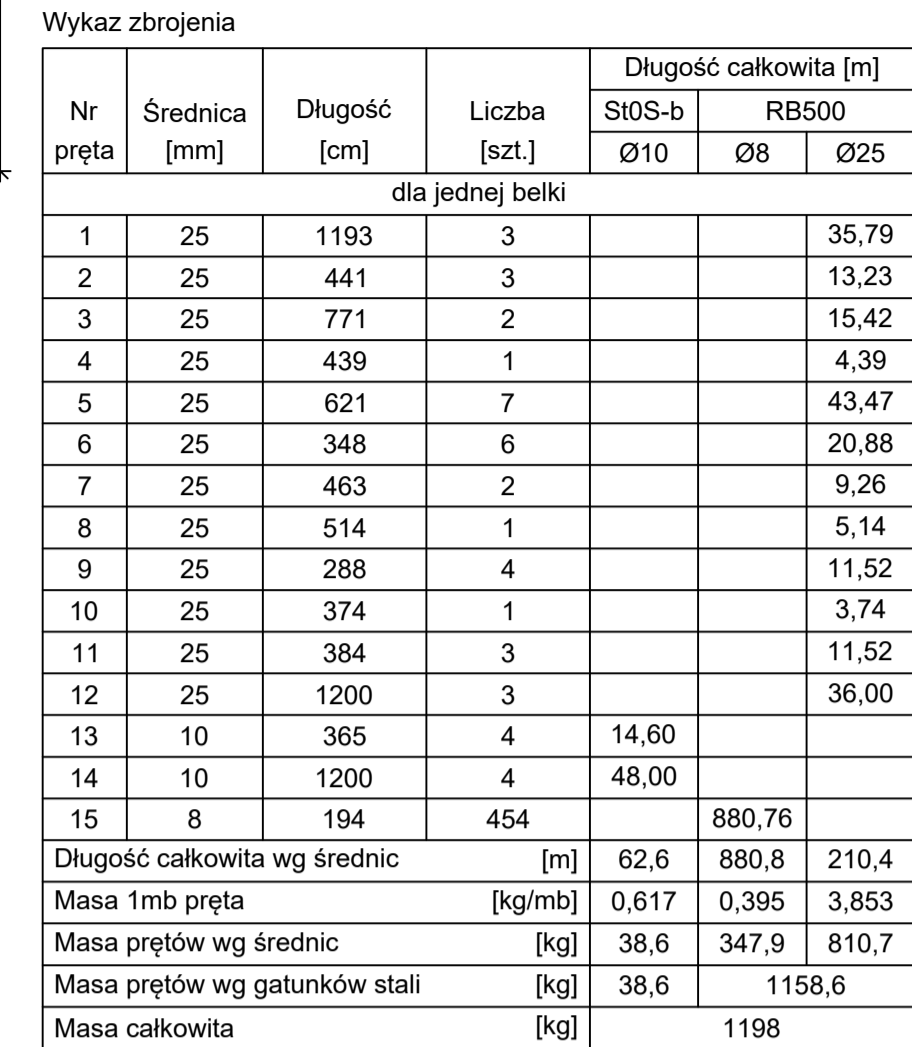 Wykaz zbrojenia
Długość całkowita [m]
Nr Średnica Długość Liczba St0S-b RB500
pręta [mm] [cm] [szt.] Ø10 Ø8 Ø25
dla jednej belki
1 25 1193 3 35,79
2 25 441 3 13,23
3 25 771 2 15,42
4 25 439 1 4,39
5 25 621 7 43,47
6 25 348 6 20,88
7 25 463 2 9,26
8 25 514 1 5,14
9 25 288 4 11,52
10 25 374 1 3,74
11 25 384 3 11,52
12 25 1200 3 36,00
13 10 365 4 14,60
14 10 1200 4 48,00
15 8 194 454 880,76
Długość całkowita wg średnic [m] 62,6 880,8 210,4
Masa 1mb pręta [kg/mb] 0,617 0,395 3,853
Masa prętów wg średnic [kg] 38,6 347,9 810,7
Masa prętów wg gatunków stali [kg] 38,6 1158,6
Masa całkowita [kg] 1198